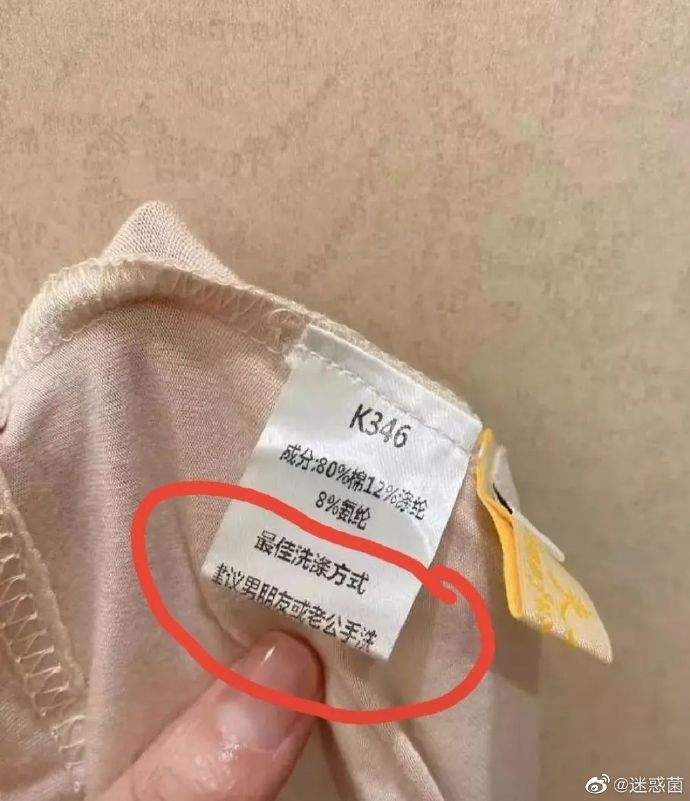 K346
成分:80%棉12%涤纶
8%氨纶
最佳洗涤方式
建议男朋友或老公手洗
@迷惑菌